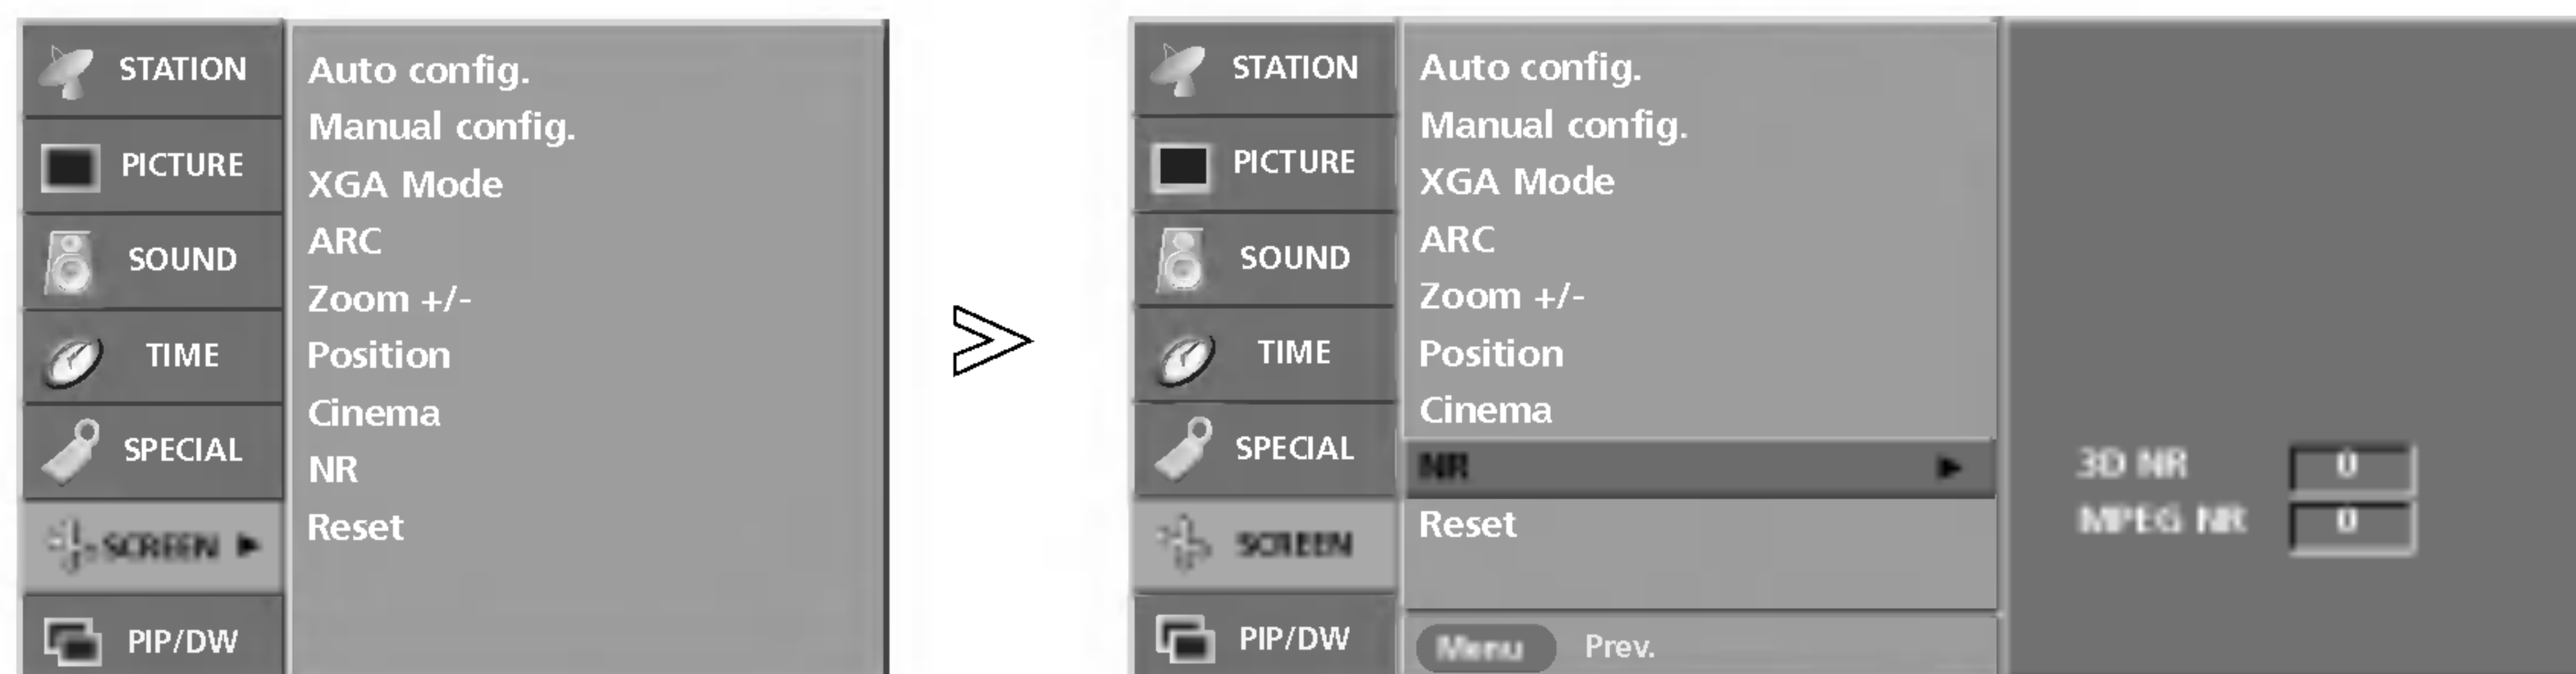 STATION
PICTURE
SOUND
TIME
SPECIAL
SCREEN
PIP/DW
Auto config.
Manual config.
XGA Mode
ARC
Zoom +/-
Position
Cinema
NR
Reset
STATION
PICTURE
SOUND
TIME
SPECIAL
SCREEN
PIP/DW
Auto config.
Manual config.
XGA Mode
ARC
Zoom +/-
Position
Cinema
NR
Reset
Menu Prev.
3D NR 0
MPEG NR 0